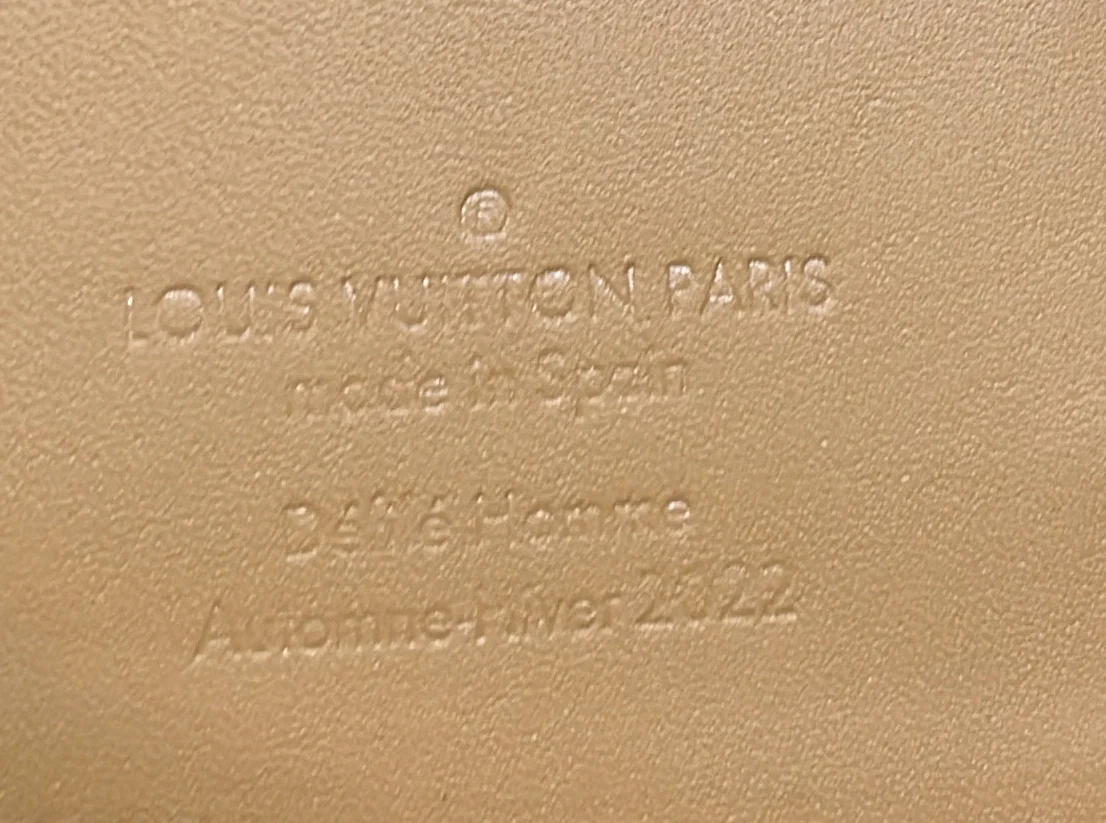 ®
LOUIS VUITTON PARIS
made in Spain
Défilé Homme
Automne-Hiver 2022